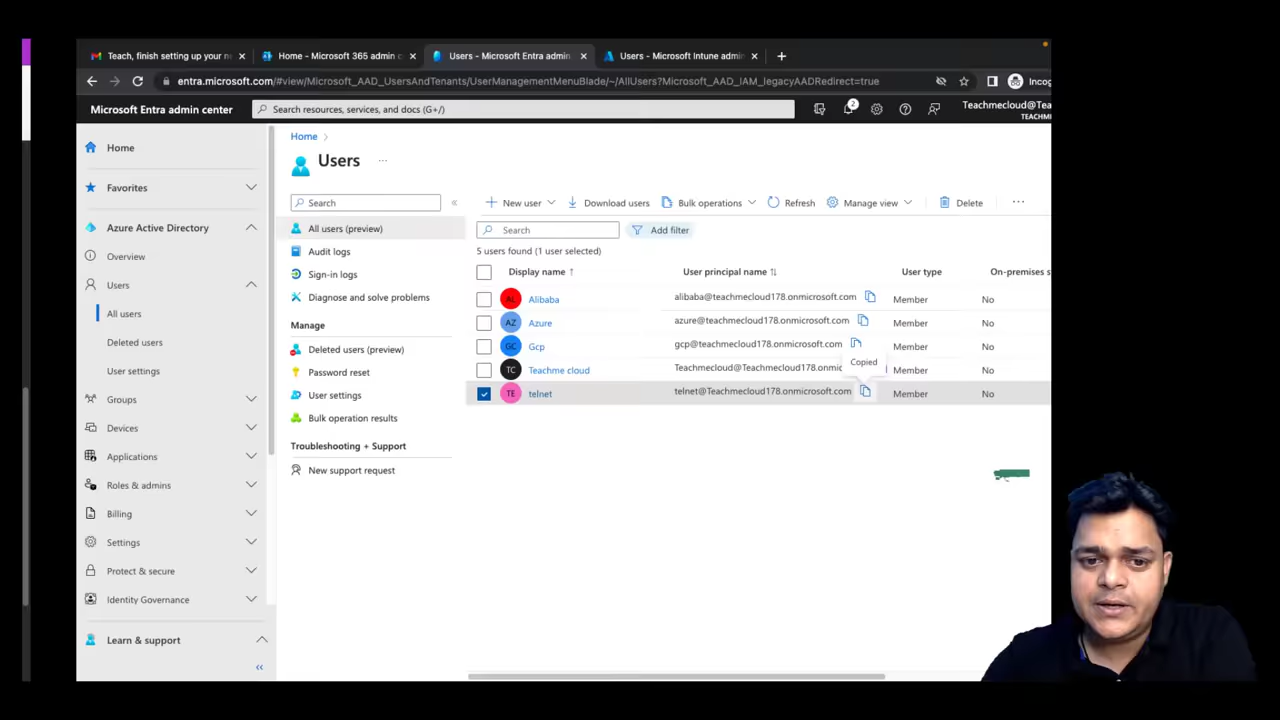 Teach, finish setting up your n
Home - Microsoft 365 admin c
Users - Microsoft Entra admin
Users - Microsoft Intune admin
entra.microsoft.com/#view/Microsoft_AAD_UsersAndTenants/UserManagementMenuBlade/~/AllUsers?Microsoft_AAD_IAM_legacyAADRedirect=true
Incog
Microsoft Entra admin center
Search resources, services, and docs (G+/)
2
Teachmecloud@Tea
TEACHME
Home
Favorites
Azure Active Directory
Overview
Users
All users
Deleted users
User settings
Groups
Devices
Applications
Roles & admins
Billing
Settings
Protect & secure
Identity Governance
Learn & support
Home
Users
Search
All users (preview)
Audit logs
Sign-in logs
Diagnose and solve problems
Manage
Deleted users (preview)
Password reset
User settings
Bulk operation results
Troubleshooting + Support
New support request
New user
Download users
Bulk operations
Refresh
Manage view
Delete
Search
Add filter
5 users found (1 user selected)
Display name User principal name User type On-premises s
AL Alibaba alibaba@teachmecloud178.onmicrosoft.com Member No
AZ Azure azure@teachmecloud178.onmicrosoft.com Member No
GC Gcp gcp@teachmecloud178.onmicrosoft.com Member No
Copied
TC Teachme cloud Teachmecloud@Teachmecloud178.onmic Member No
TE telnet telnet@Teachmecloud178.onmicrosoft.com Member No